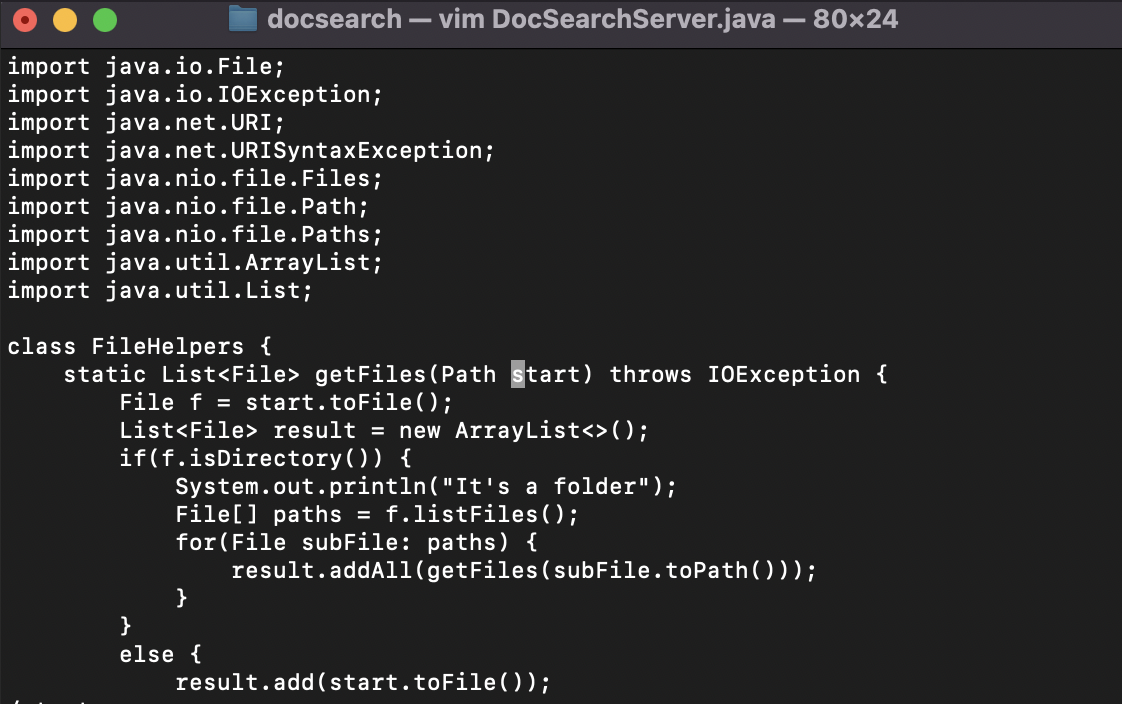 docsearch — vim DocSearchServer.java — 80×24
import java.io.File;
import java.io.IOException;
import java.net.URI;
import java.net.URISyntaxException;
import java.nio.file.Files;
import java.nio.file.Path;
import java.nio.file.Paths;
import java.util.ArrayList;
import java.util.List;

class FileHelpers {
    static List<File> getFiles(Path start) throws IOException {
        File f = start.toFile();
        List<File> result = new ArrayList<>();
        if(f.isDirectory()) {
            System.out.println("It's a folder");
            File[] paths = f.listFiles();
            for(File subFile: paths) {
                result.addAll(getFiles(subFile.toPath()));
            }
        }
        else {
            result.add(start.toFile());